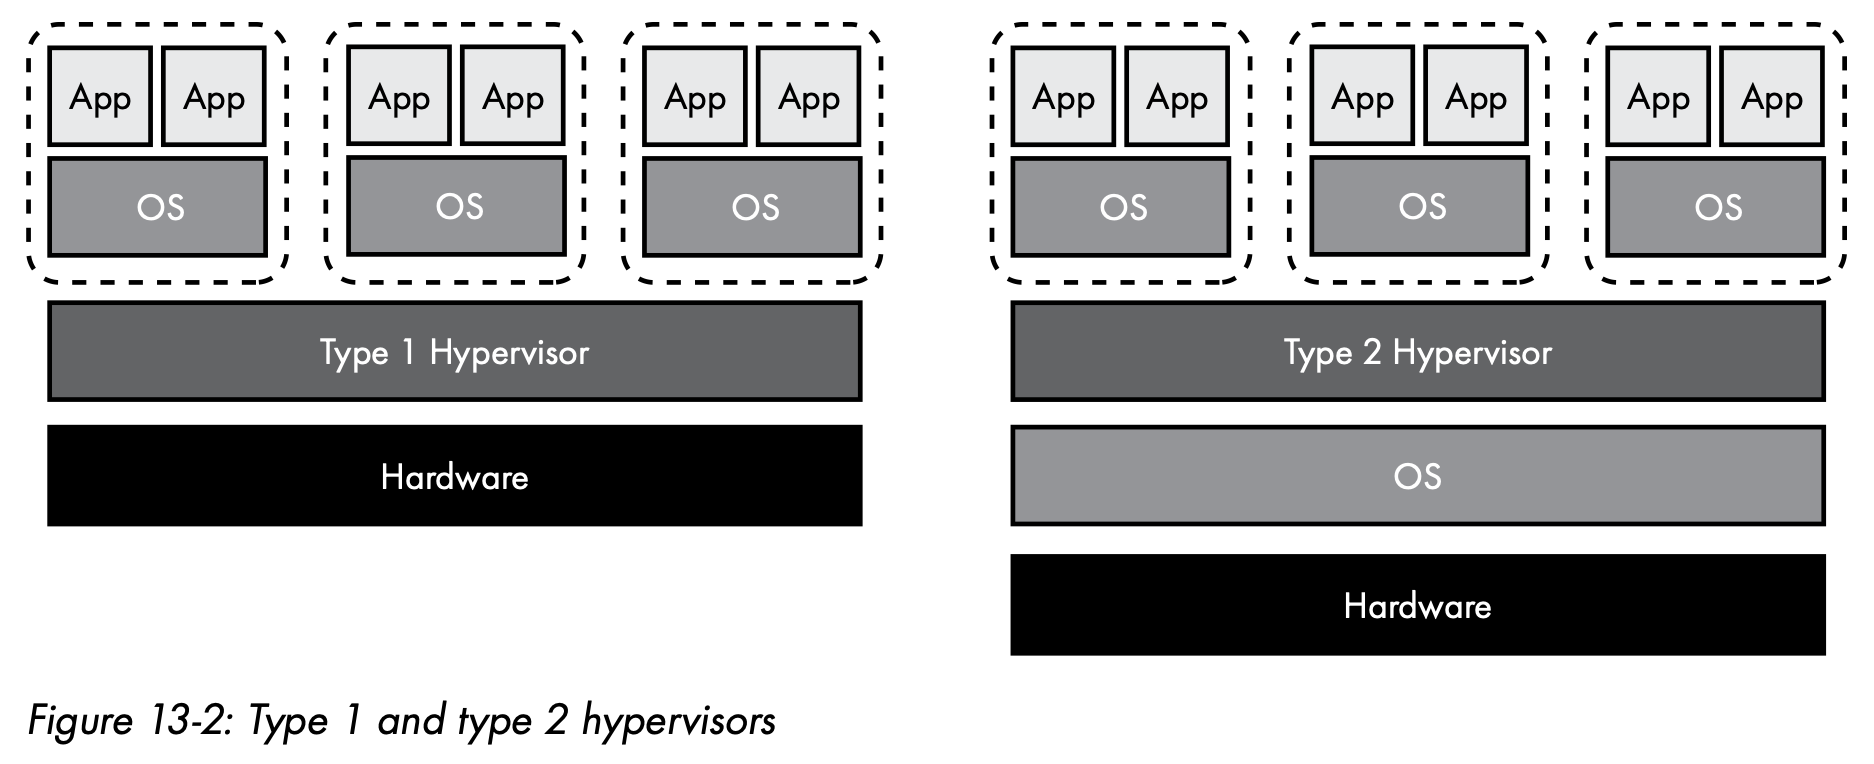 App App App App App App
OS OS OS
Type 1 Hypervisor
Hardware
App App App App App App
OS OS OS
Type 2 Hypervisor
OS
Hardware
Figure 13-2: Type 1 and type 2 hypervisors